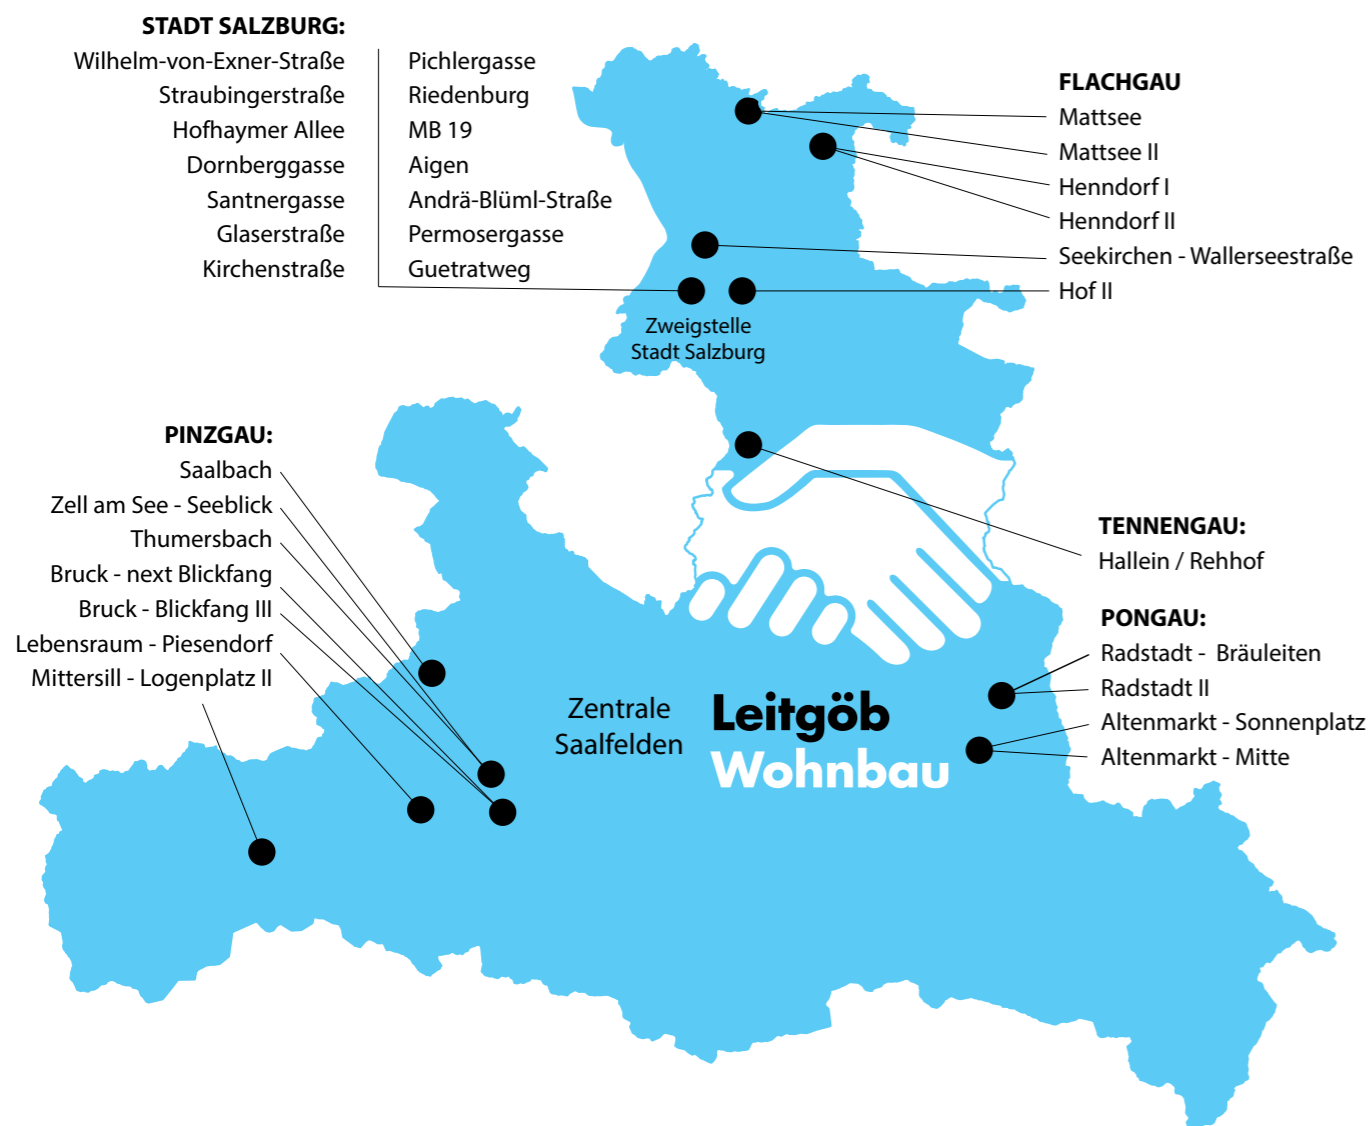 STADT SALZBURG:
Wilhelm-von-Exner-Straße
Straubingerstraße
Hofhaymer Allee
Dornberggasse
Santnergasse
Glaserstraße
Kirchenstraße
Pichlergasse
Riedenburg
MB 19
Aigen
Andrä-Blüml-Straße
Permosergasse
Guetratweg
FLACHGAU
Mattsee
Mattsee II
Henndorf I
Henndorf II
Seekirchen - Wallerseestraße
Hof II
Zweigstelle
Stadt Salzburg
PINZGAU:
Saalbach
Zell am See - Seeblick
Thumersbach
Bruck - next Blickfang
Bruck - Blickfang III
Lebensraum - Piesendorf
Mittersill - Logenplatz II
TENNENGAU:
Hallein / Rehhof
PONGAU:
Radstadt - Bräuleiten
Radstadt II
Altenmarkt - Sonnenplatz
Altenmarkt - Mitte
Zentrale
Saalfelden
Leitgöb
Wohnbau